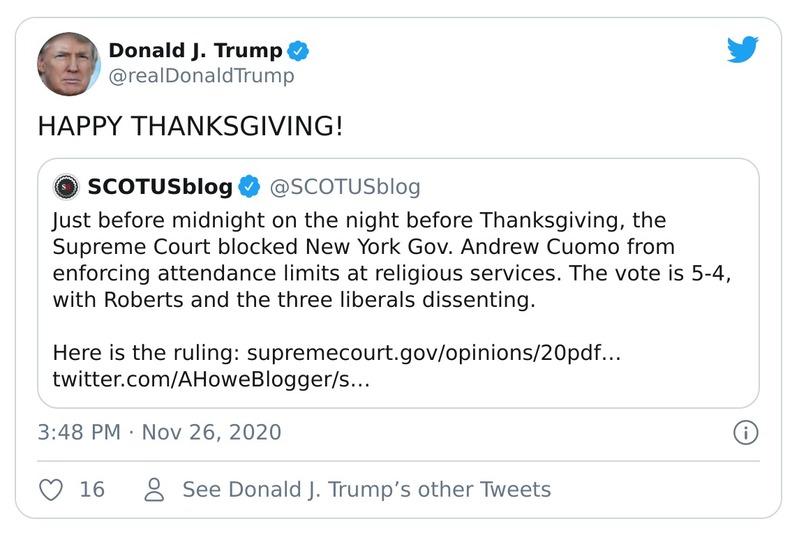 Donald J. Trump
@realDonaldTrump
HAPPY THANKSGIVING!
SCOTUSblog @SCOTUSblog
Just before midnight on the night before Thanksgiving, the
Supreme Court blocked New York Gov. Andrew Cuomo from
enforcing attendance limits at religious services. The vote is 5-4,
with Roberts and the three liberals dissenting.
Here is the ruling: supremecourt.gov/opinions/20pdf…
twitter.com/AHoweBlogger/s…
3:48 PM · Nov 26, 2020
16 See Donald J. Trump’s other Tweets